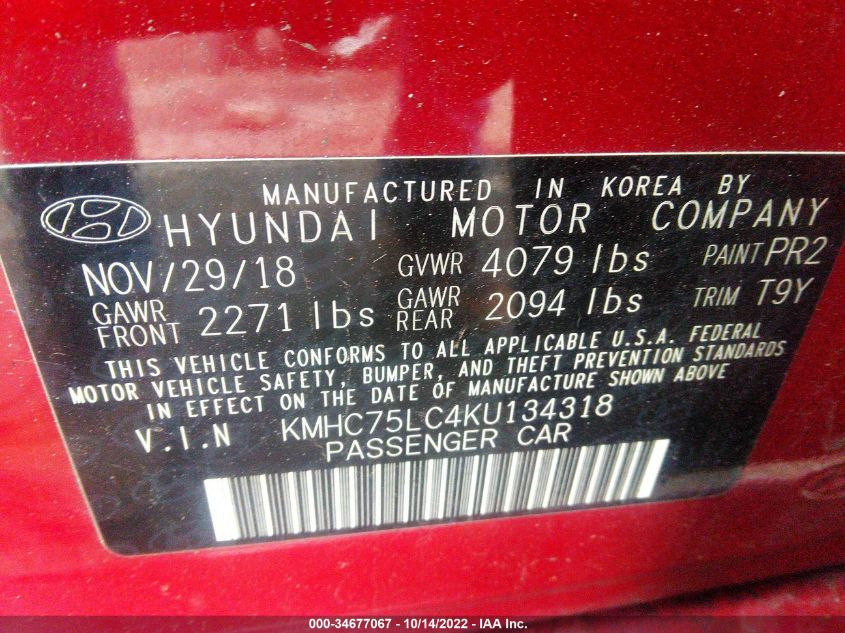 MANUFACTURED IN KOREA BY
HYUNDAI MOTOR COMPANY
NOV/29/18 GVWR 4079 lbs PAINT PR2
GAWR FRONT 2271 lbs GAWR REAR 2094 lbs TRIM T9Y
THIS VEHICLE CONFORMS TO ALL APPLICABLE U.S.A. FEDERAL
MOTOR VEHICLE SAFETY, BUMPER, AND THEFT PREVENTION STANDARDS
IN EFFECT ON THE DATE OF MANUFACTURE SHOWN ABOVE
V.I.N KMHC75LC4KU134318
PASSENGER CAR
000-34677067 - 10/14/2022 - IAA Inc.